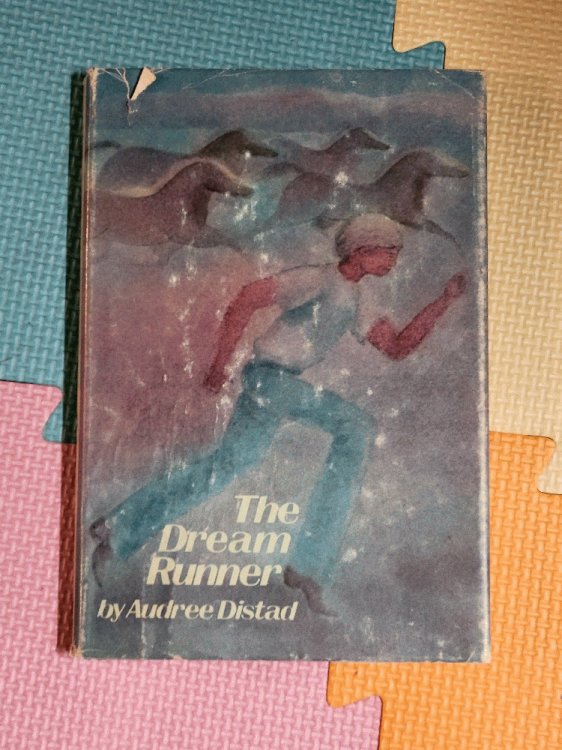 The
Dream
Runner
by Audree Distad